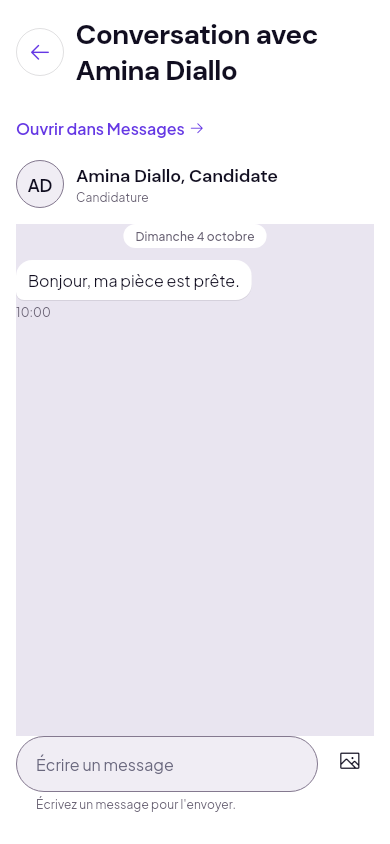 Conversation avec
Amina Diallo
Ouvrir dans Messages →
AD
Amina Diallo, Candidate
Candidature
Dimanche 4 octobre
Bonjour, ma pièce est prête.
10:00
Écrire un message
Écrivez un message pour l'envoyer.